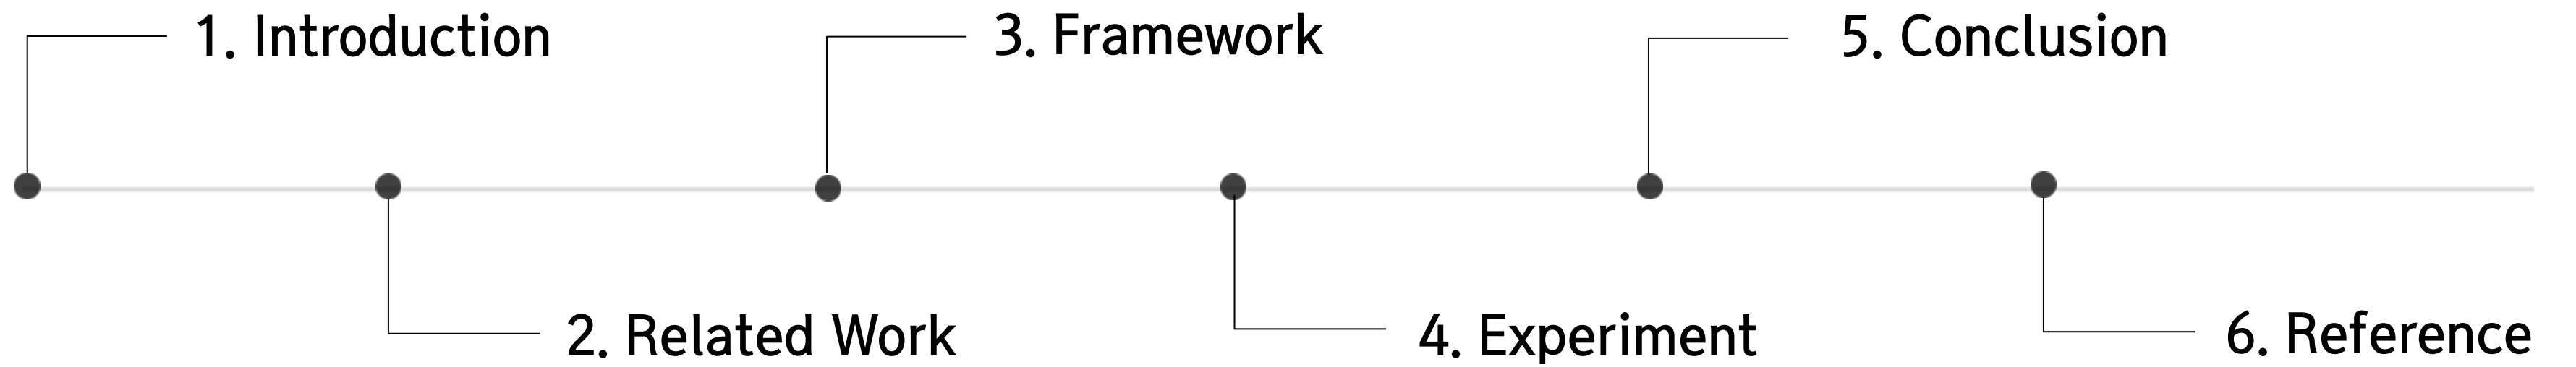 1. Introduction
2. Related Work
3. Framework
4. Experiment
5. Conclusion
6. Reference